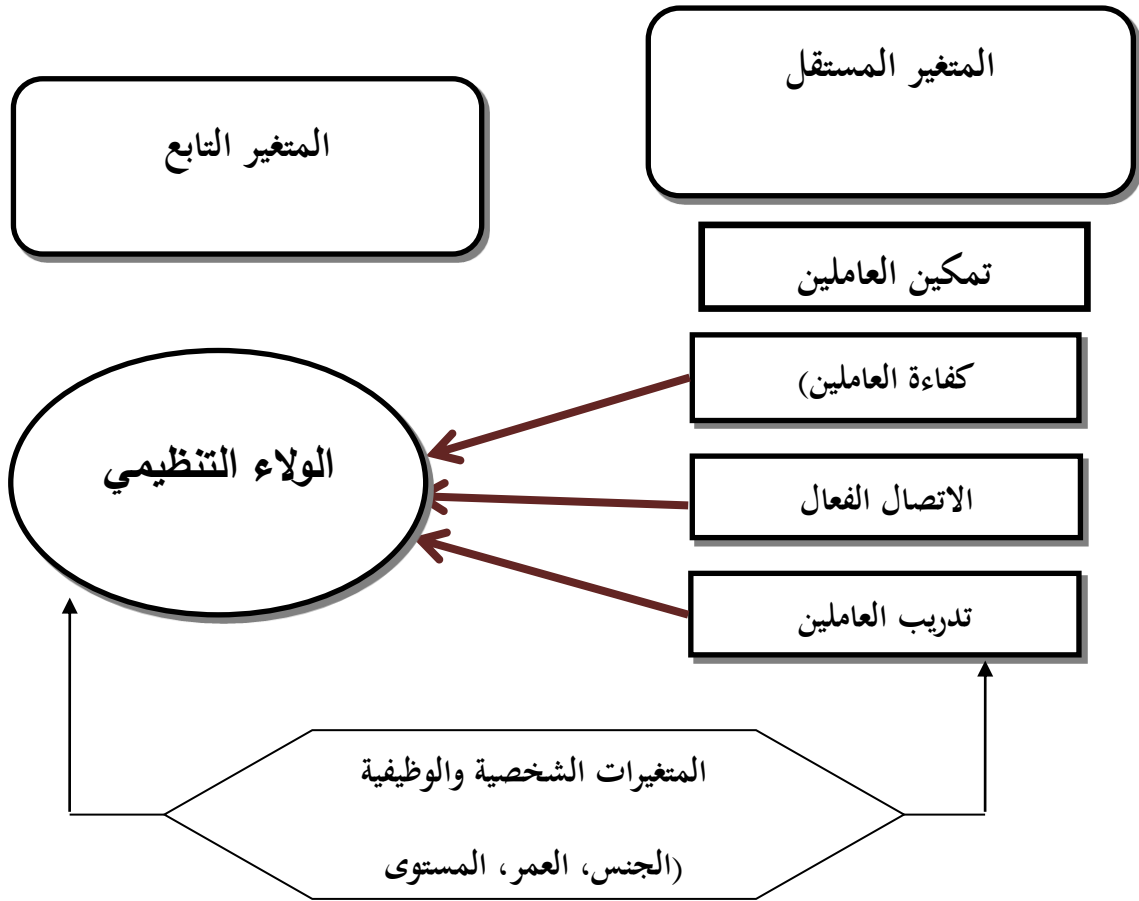 المتغير المستقل
المتغير التابع
تمكين العاملين
كفاءة العاملين)
الولاء التنظيمي
الاتصال الفعال
تدريب العاملين
المتغيرات الشخصية والوظيفية
(الجنس، العمر، المستوى